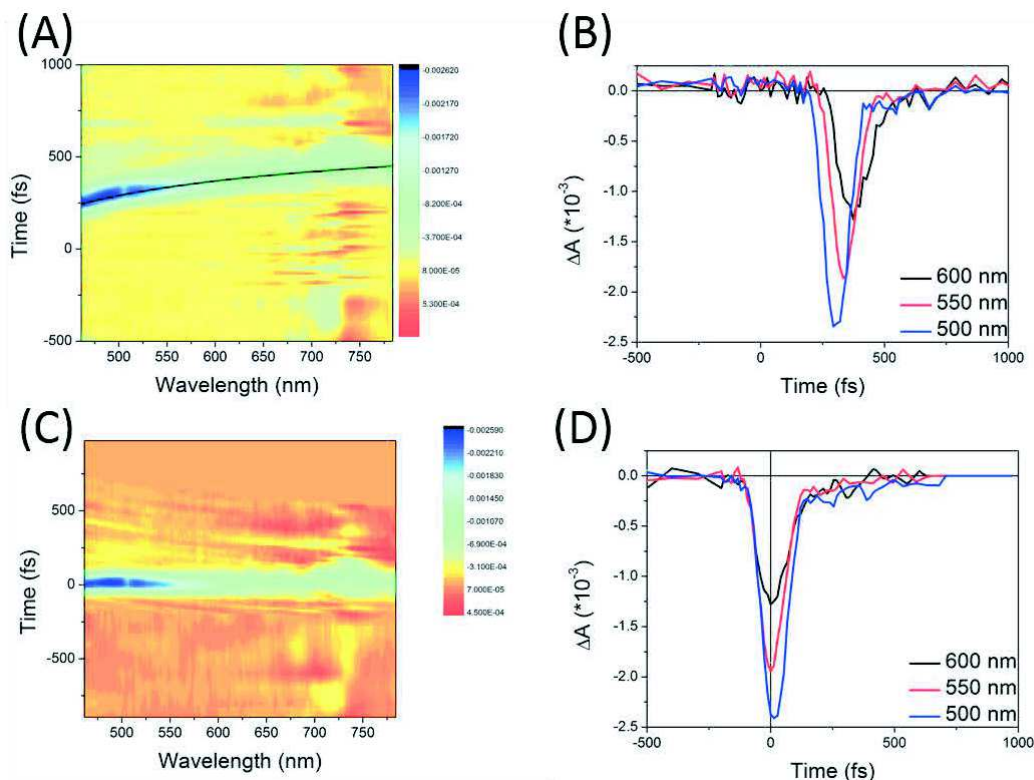 (A)
1000
500
0
-500
Time (fs)
500 550 600 650 700 750
Wavelength (nm)
-0.002620
-0.002170
-0.001720
-0.001270
-8.200E-04
-3.700E-04
8.000E-05
5.300E-04
(B)
0.0
-0.5
-1.0
-1.5
-2.0
-2.5
ΔA (*10⁻³)
600 nm
550 nm
500 nm
-500 0 500 1000
Time (fs)
(C)
500
0
-500
Time (fs)
500 550 600 650 700 750
Wavelength (nm)
-0.002590
-0.002210
-0.001830
-0.001450
-0.001070
-6.900E-04
-3.100E-04
7.000E-05
4.500E-04
(D)
0.0
-0.5
-1.0
-1.5
-2.0
-2.5
ΔA (*10⁻³)
600 nm
550 nm
500 nm
-500 0 500 1000
Time (fs)